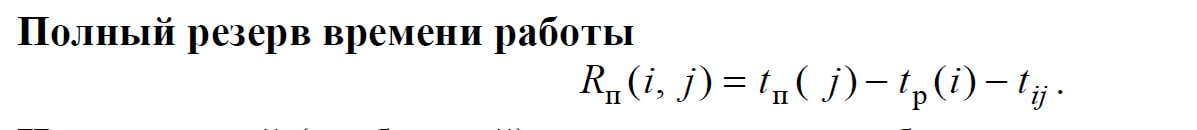 Полный резерв времени работы
Rп (i, j) = tп ( j) − tр (i) − tij .